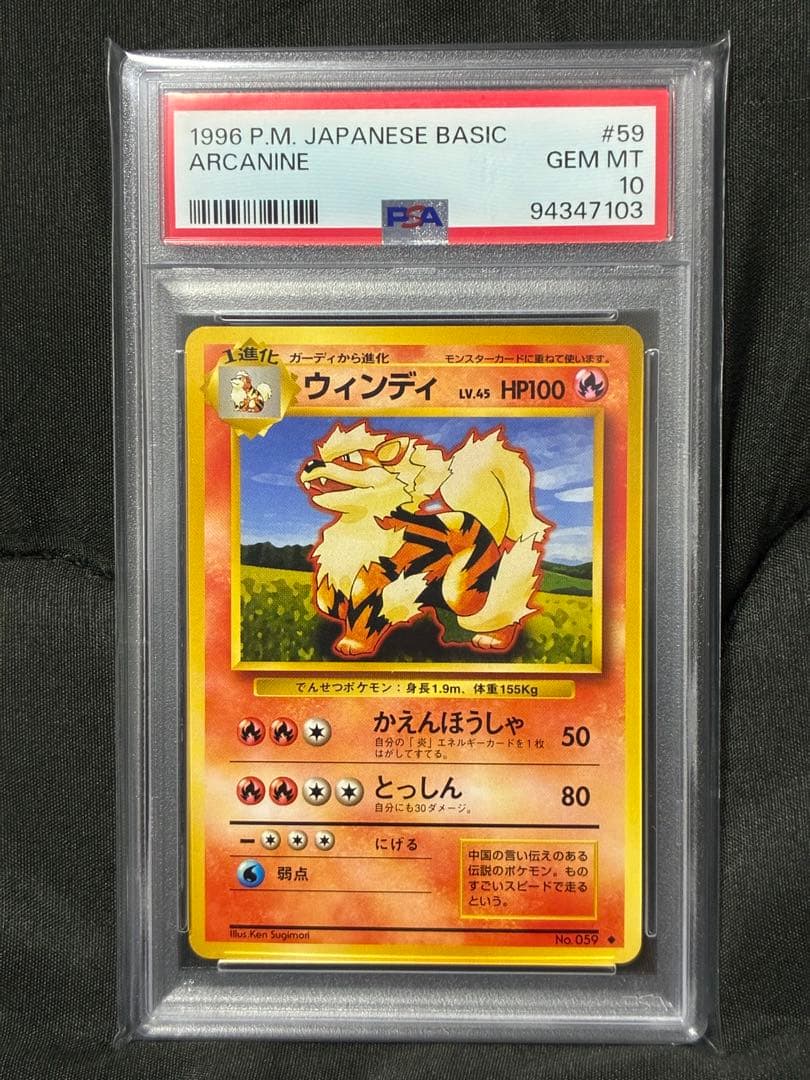 1996 P.M. JAPANESE BASIC #59
ARCANINE GEM MT
10
PSA 94347103
1進化 ガーディから進化 モンスターカードに重ねて使います。
ウィンディ LV.45 HP100
でんせつポケモン:身長1.9m、体重155Kg
かえんほうしゃ 50
自分の「炎」エネルギーカードを1枚
はがしてすてる。
とっしん 80
自分にも30ダメージ。
ー にげる
弱点
中国の言い伝えのある
伝説のポケモン。もの
すごいスピードで走る
という。
Illus.Ken Sugimori No.059